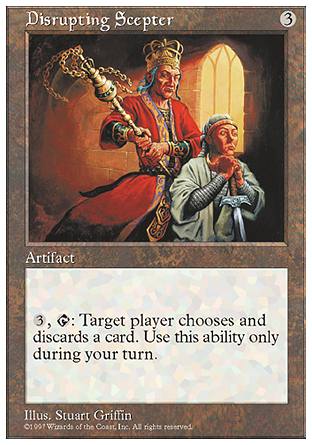 Disrupting Scepter 3
Artifact
3, : Target player chooses and
discards a card. Use this ability only
during your turn.
Illus. Stuart Griffin
©1997 Wizards of the Coast, Inc. All rights reserved.